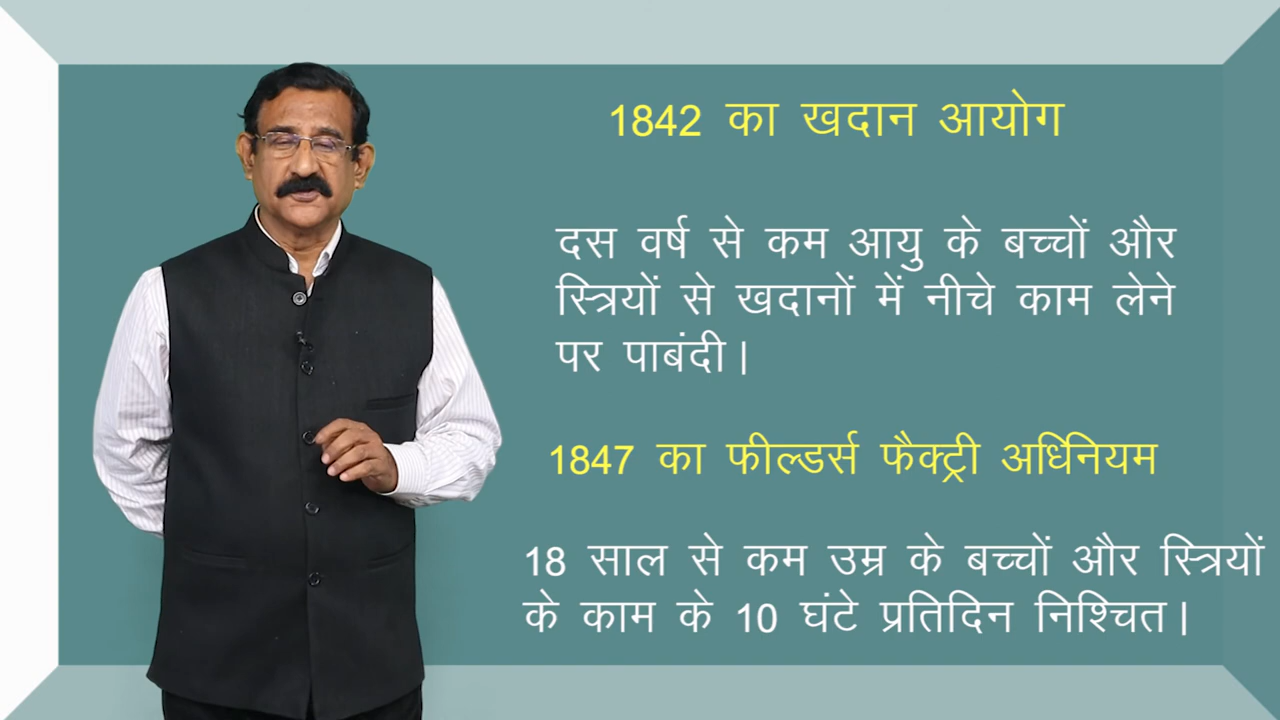 1842 का खदान आयोग
दस वर्ष से कम आयु के बच्चों और
स्त्रियों से खदानों में नीचे काम लेने
पर पाबंदी।
1847 का फील्डर्स फैक्ट्री अधिनियम
18 साल से कम उम्र के बच्चों और स्त्रियों
के काम के 10 घंटे प्रतिदिन निश्चित।